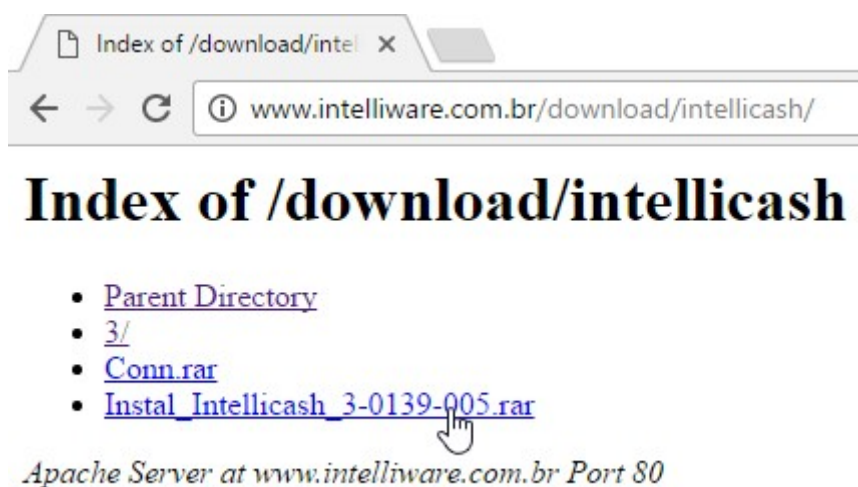 Index of /download/intel
www.intelliware.com.br/download/intellicash/
Index of /download/intellicash
Parent Directory
3/
Conn.rar
Instal_Intellicash_3-0139-005.rar
Apache Server at www.intelliware.com.br Port 80